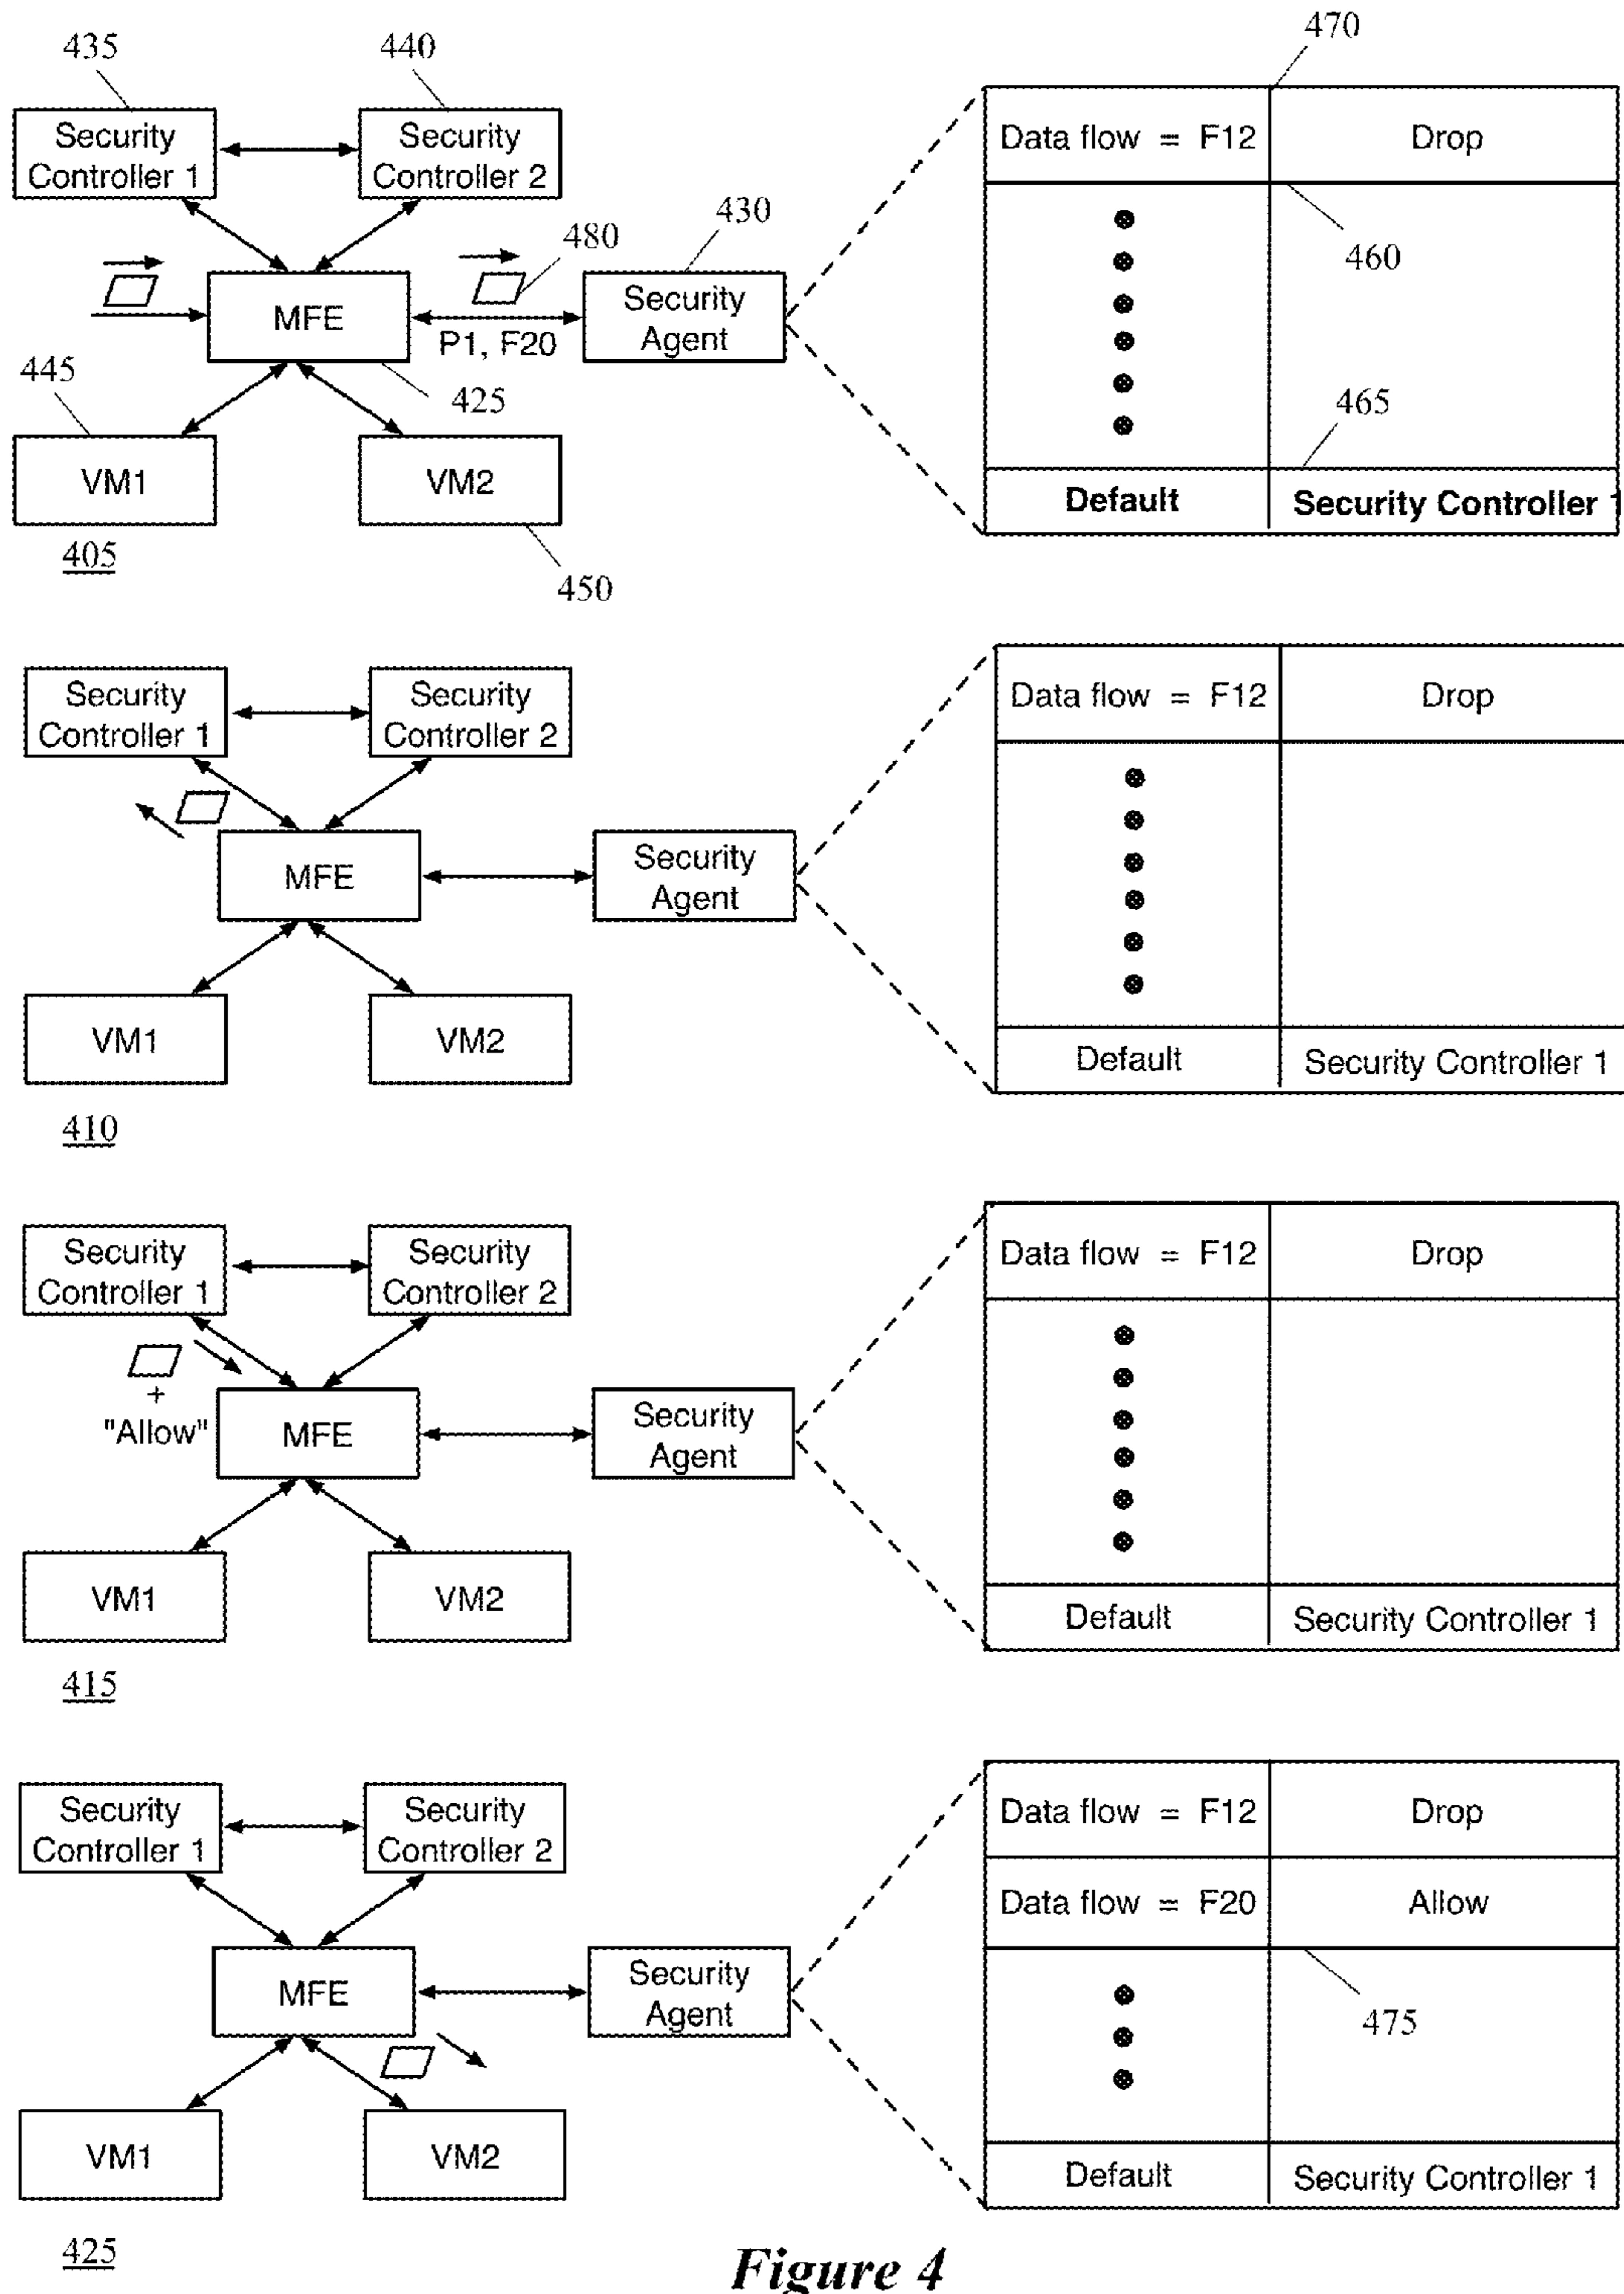 435
440
470
Security
Controller 1
Security
Controller 2
Data flow = F12
Drop
480
430
460
MFE
P1, F20
Security
Agent
445
425
465
VM1
VM2
Default
Security Controller 1
405
450
Security
Controller 1
Security
Controller 2
Data flow = F12
Drop
MFE
Security
Agent
VM1
VM2
Default
Security Controller 1
410
Security
Controller 1
Security
Controller 2
Data flow = F12
Drop
+
"Allow"
MFE
Security
Agent
VM1
VM2
Default
Security Controller 1
415
Security
Controller 1
Security
Controller 2
Data flow = F12
Drop
Data flow = F20
Allow
MFE
Security
Agent
475
VM1
VM2
Default
Security Controller 1
425
Figure 4